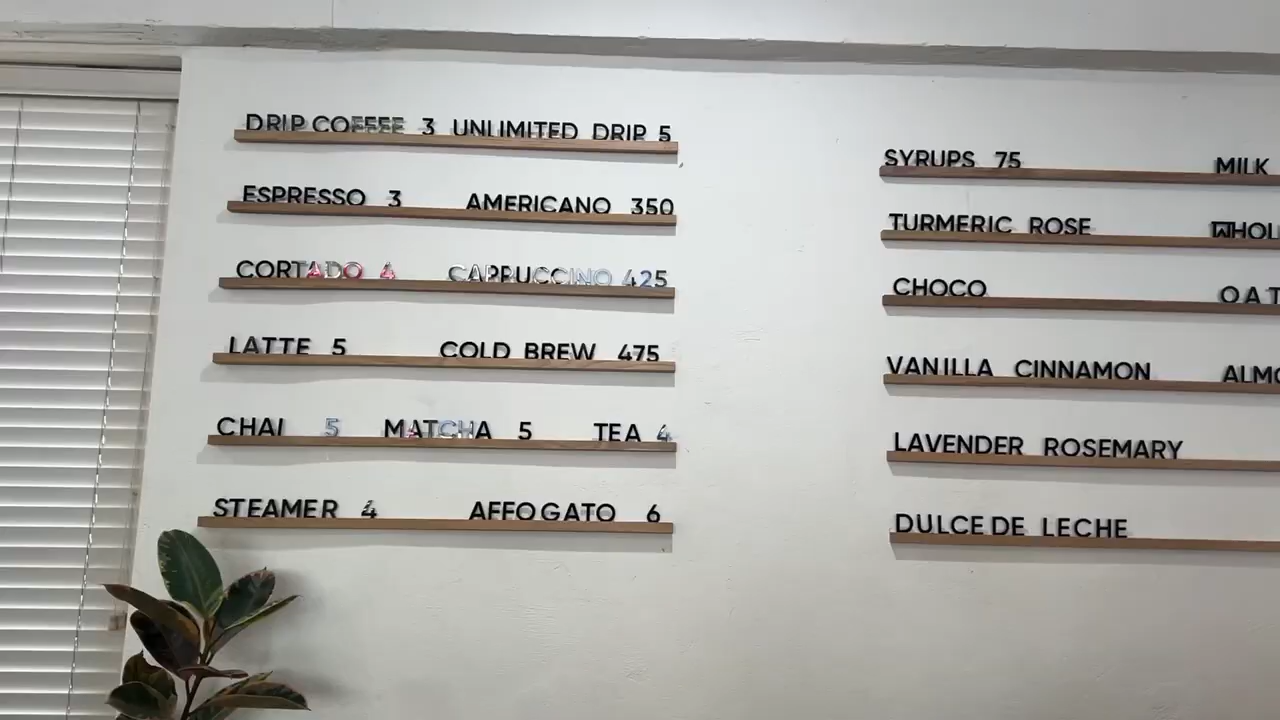 DRIP COFFEE 3 UNLIMITED DRIP 5
ESPRESSO 3 AMERICANO 350
CORTADO 4 CAPPUCCINO 425
LATTE 5 COLD BREW 475
CHAI 5 MATCHA 5 TEA 4
STEAMER 4 AFFOGATO 6
SYRUPS 75 MILK
TURMERIC ROSE
CHOCO OAT
VANILLA CINNAMON
LAVENDER ROSEMARY
DULCE DE LECHE